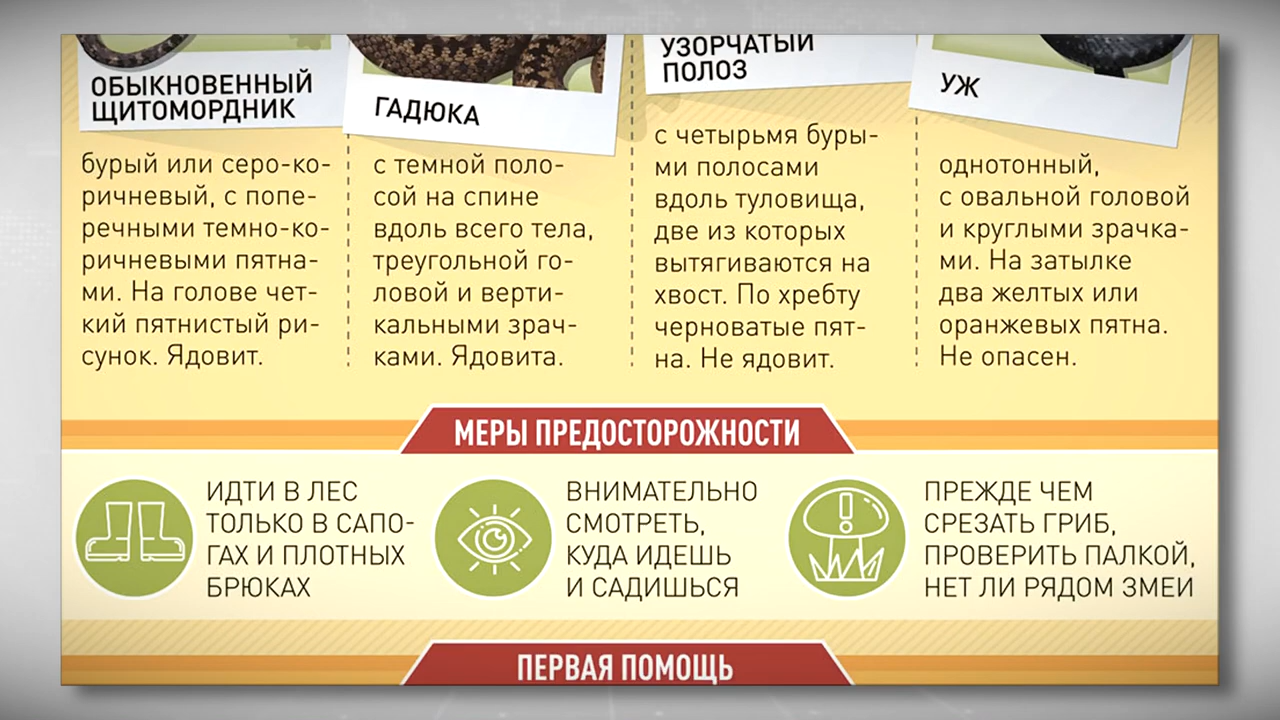 ОБЫКНОВЕННЫЙ
ЩИТОМОРДНИК
бурый или серо-ко-
ричневый, с попе-
речными темно-ко-
ричневыми пятна-
ми. На голове чет-
кий пятнистый ри-
сунок. Ядовит.
ГАДЮКА
с темной поло-
сой на спине
вдоль всего тела,
треугольной го-
ловой и верти-
кальными зрач-
ками. Ядовита.
УЗОРЧАТЫЙ
ПОЛОЗ
с четырьмя буры-
ми полосами
вдоль туловища,
две из которых
вытягиваются на
хвост. По хребту
черноватые пят-
на. Не ядовит.
УЖ
однотонный,
с овальной головой
и круглыми зрачка-
ми. На затылке
два желтых или
оранжевых пятна.
Не опасен.
МЕРЫ ПРЕДОСТОРОЖНОСТИ
ИДТИ В ЛЕС
ТОЛЬКО В САПО-
ГАХ И ПЛОТНЫХ
БРЮКАХ
ВНИМАТЕЛЬНО
СМОТРЕТЬ,
КУДА ИДЕШЬ
И САДИШЬСЯ
ПРЕЖДЕ ЧЕМ
СРЕЗАТЬ ГРИБ,
ПРОВЕРИТЬ ПАЛКОЙ,
НЕТ ЛИ РЯДОМ ЗМЕИ
ПЕРВАЯ ПОМОЩЬ